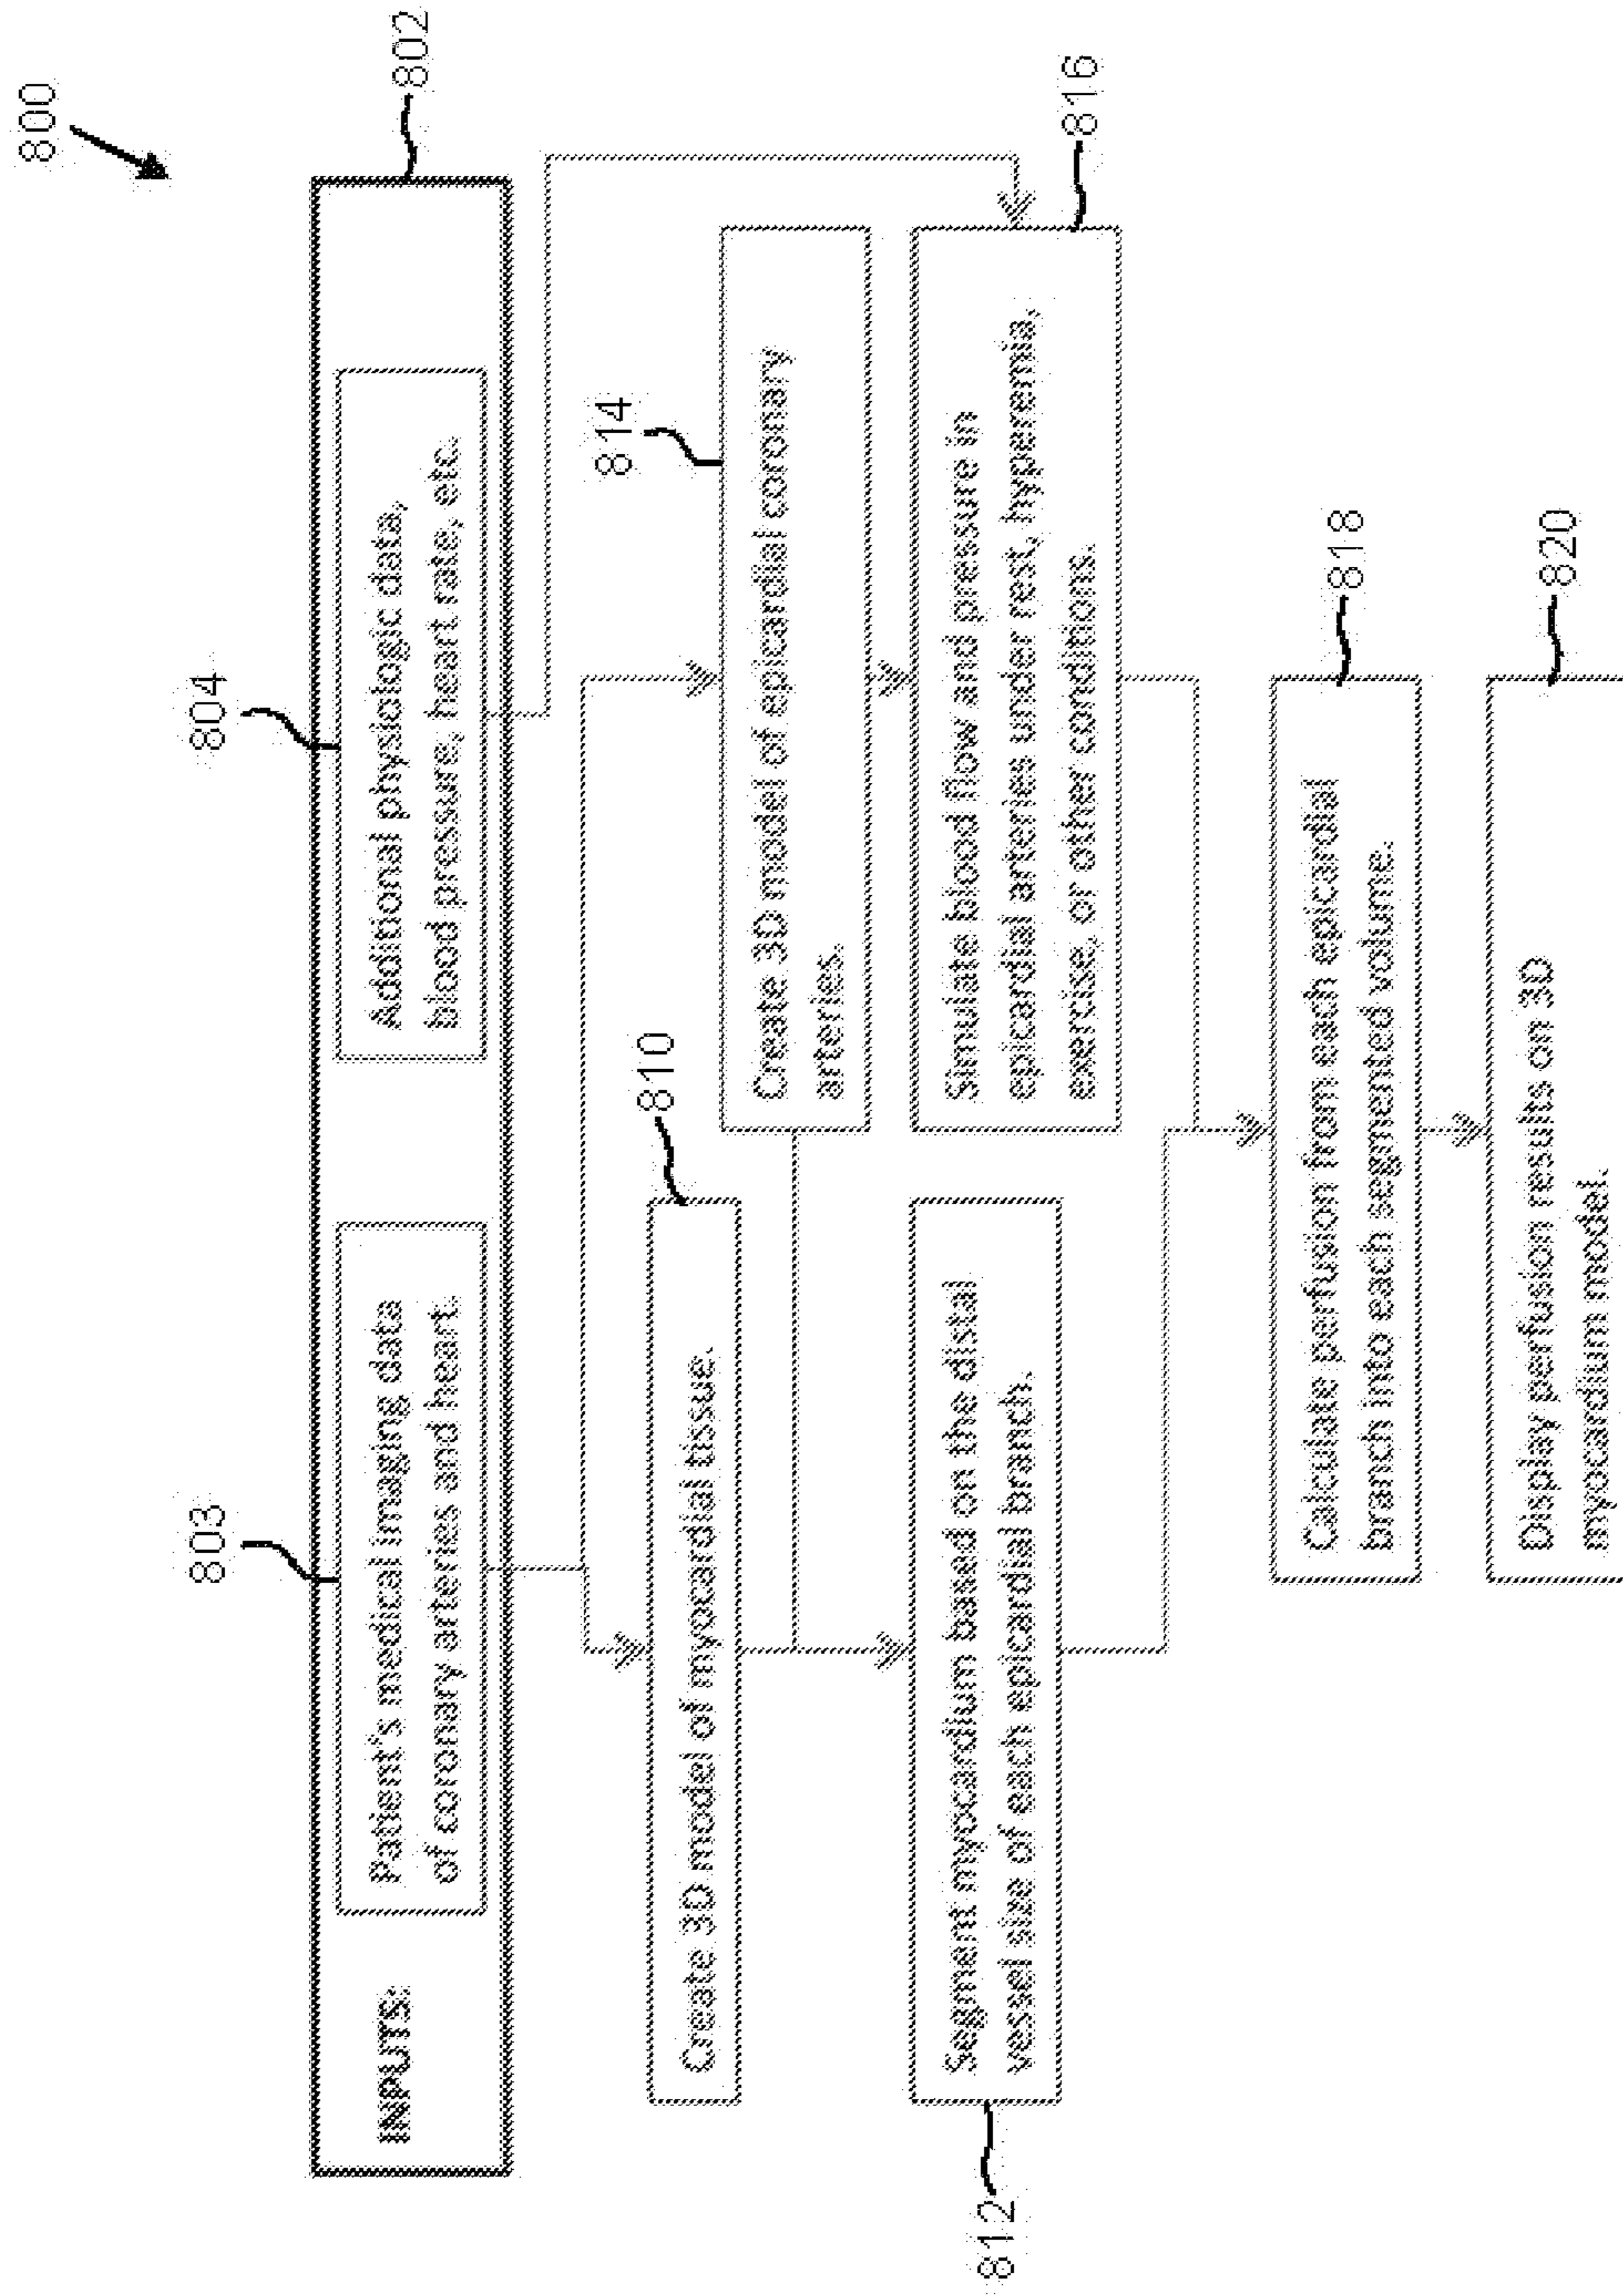 800
802
803
804
INPUTS:
Patient's medical imaging data
of coronary arteries and heart.
Additional physiologic data,
blood pressure, heart rate, etc.
810
Create 3D model of myocardial tissue.
814
Create 3D model of epicardial coronary
arteries.
812
Segment myocardium based on the distal
vessel size of each epicardial branch.
816
Simulate blood flow and pressure in
epicardial arteries under rest, hyperemia,
exercise, or other conditions.
818
Calculate perfusion from each epicardial
branch into each segmented volume.
820
Display perfusion results on 3D
myocardium model.